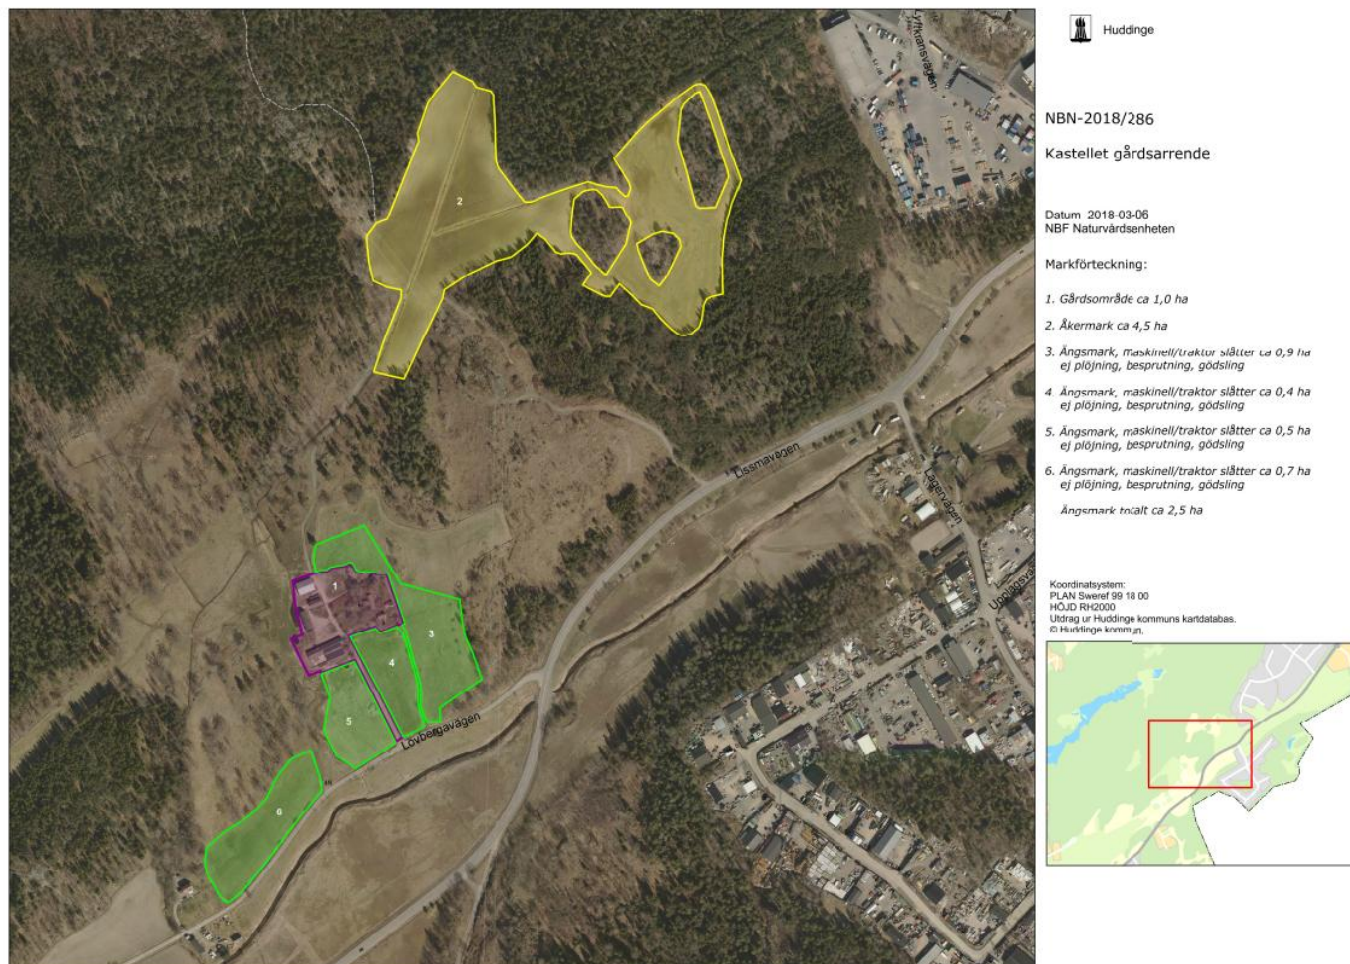 Huddinge
NBN-2018/286
Kastellet gårdsarrende
Datum 2018-03-06
NBF Naturvårdsenheten
Markförteckning:
1. Gårdsområde ca 1,0 ha
2. Åkermark ca 4,5 ha
3. Ängsmark, maskinell/traktor slåtter ca 0,9 ha
ej plöjning, besprutning, gödsling
4. Ängsmark, maskinell/traktor slåtter ca 0,4 ha
ej plöjning, besprutning, gödsling
5. Ängsmark, maskinell/traktor slåtter ca 0,5 ha
ej plöjning, besprutning, gödsling
6. Ängsmark, maskinell/traktor slåtter ca 0,7 ha
ej plöjning, besprutning, gödsling
Ängsmark totalt ca 2,5 ha
Koordinatsystem:
PLAN Sweref 99 18 00
HÖJD RH2000
Utdrag ur Huddinge kommuns kartdatabas.
© Huddinge kommun.
Lyftkransvägen
2
Lissmavägen
Lagervägen
1
3
4
5
Lovbergavägen
6